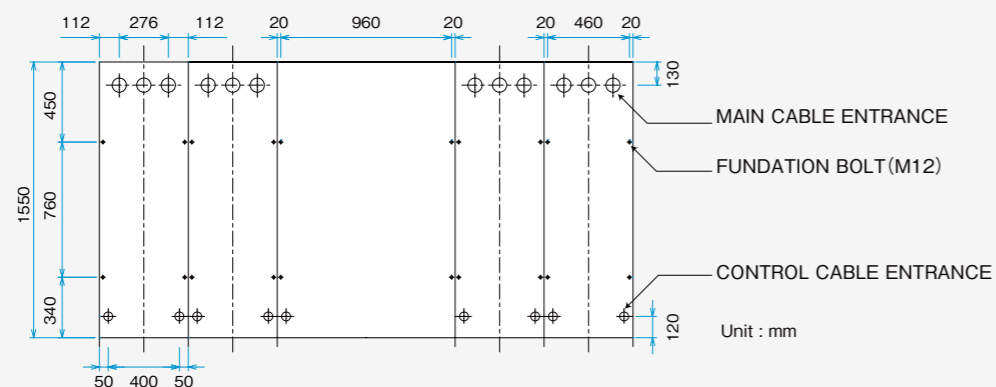 112 276 112 20 960 20 20 460 20
130
450
MAIN CABLE ENTRANCE
FUNDATION BOLT(M12)
1550
760
CONTROL CABLE ENTRANCE
340
120
Unit : mm
50 400 50